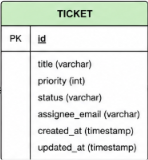 TICKET
PK id
title (varchar)
priority (int)
status (varchar)
assignee_email (varchar)
created_at (timestamp)
updated_at (timestamp)